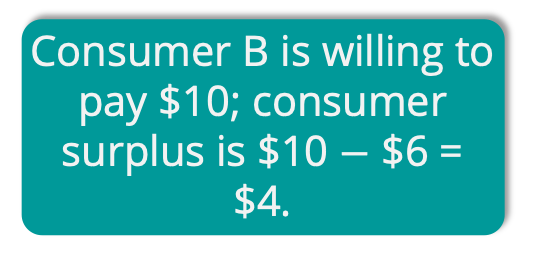 Consumer B is willing to
pay $10; consumer
surplus is $10 − $6 =
$4.